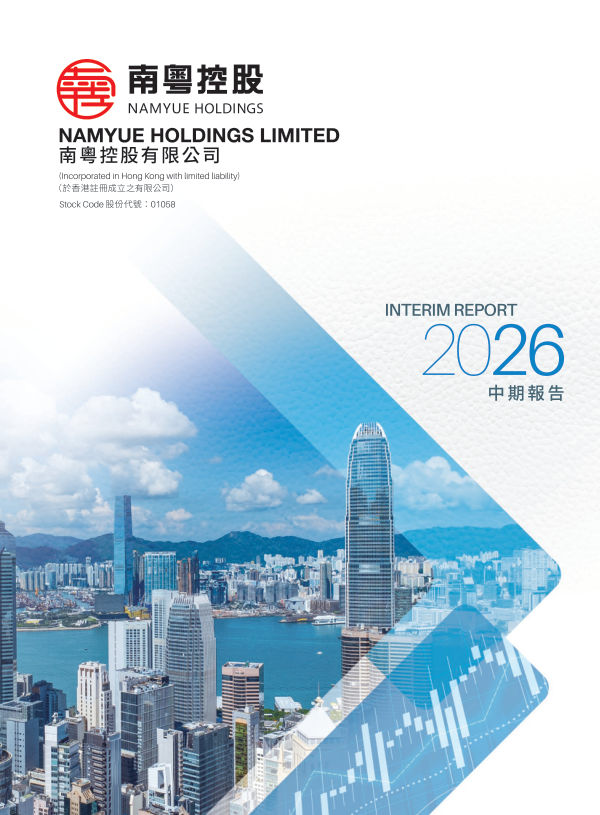 南粤控股
NAMYUE HOLDINGS
NAMYUE HOLDINGS LIMITED
南粤控股有限公司
(Incorporated in Hong Kong with limited liability)
(於香港註冊成立之有限公司)
Stock Code 股份代號：01058
INTERIM REPORT
2026
中期報告